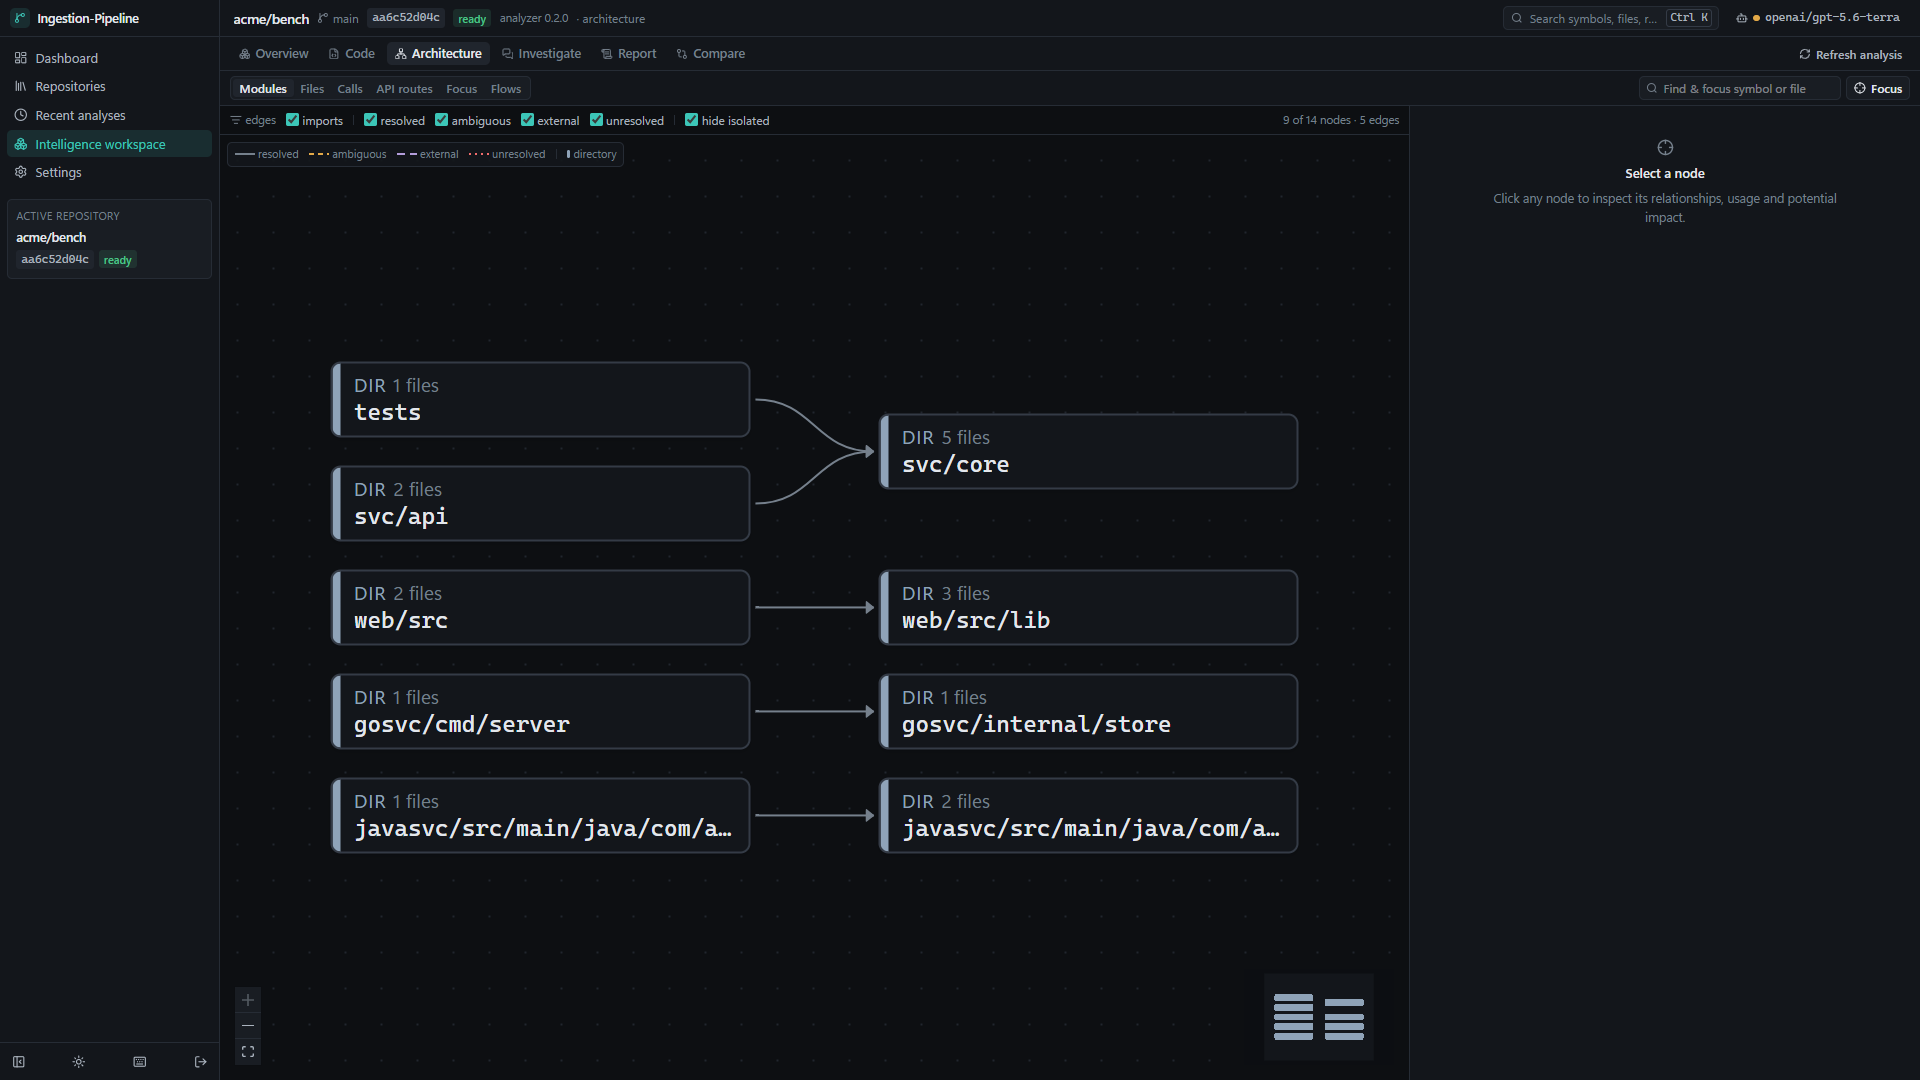 Ingestion-Pipeline
acme/bench main aa6c52d04c ready analyzer 0.2.0 · architecture
Search symbols, files, r... Ctrl K
openai/gpt-5.6-terra
Dashboard
Repositories
Recent analyses
Intelligence workspace
Settings
ACTIVE REPOSITORY
acme/bench
aa6c52d04c ready
Overview Code Architecture Investigate Report Compare
Refresh analysis
Modules Files Calls API routes Focus Flows
Find & focus symbol or file Focus
edges imports resolved ambiguous external unresolved hide isolated
9 of 14 nodes · 5 edges
resolved ambiguous external unresolved directory
DIR 1 files
tests
DIR 5 files
svc/core
DIR 2 files
svc/api
DIR 2 files
web/src
DIR 3 files
web/src/lib
DIR 1 files
gosvc/cmd/server
DIR 1 files
gosvc/internal/store
DIR 1 files
javasvc/src/main/java/com/a…
DIR 2 files
javasvc/src/main/java/com/a…
Select a node
Click any node to inspect its relationships, usage and potential
impact.